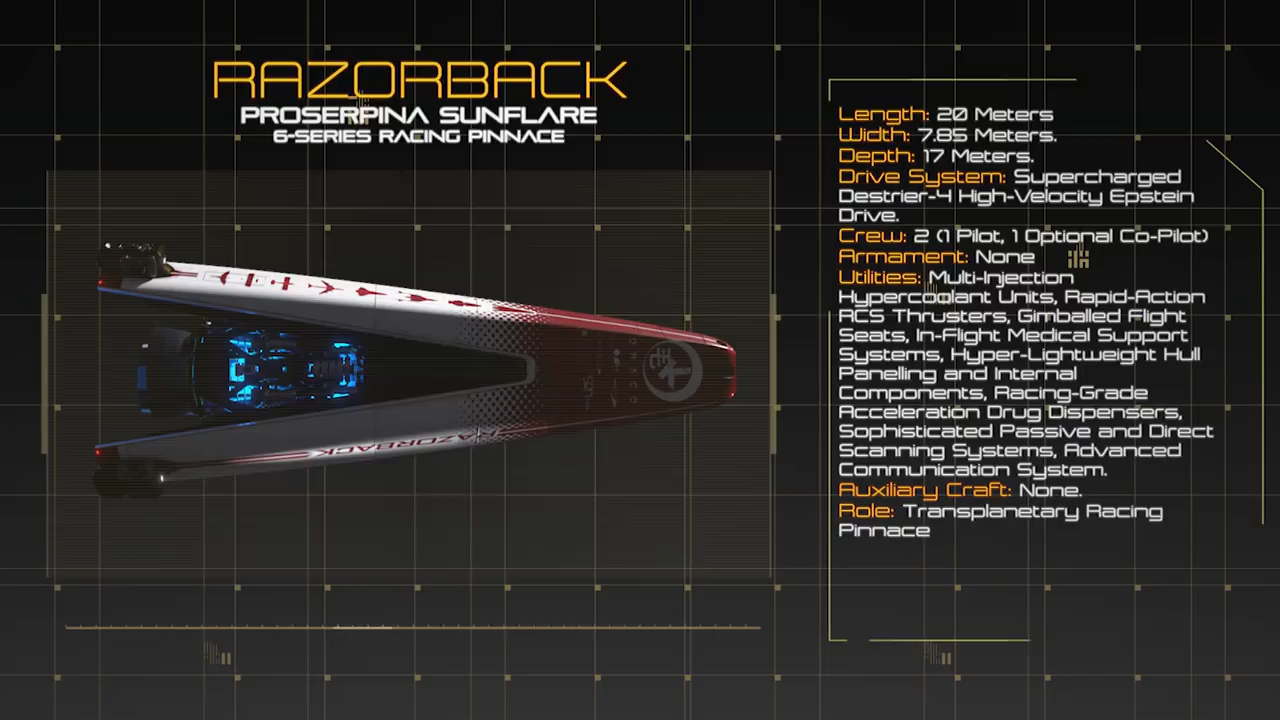 RAZORBACK
PROSERPINA SUNFLARE
6-SERIES RACING PINNACE
Length: 20 Meters
Width: 7.85 Meters.
Depth: 17 Meters.
Drive System: Supercharged
Destrier-4 High-Velocity Epstein
Drive.
Crew: 2 (1 Pilot, 1 Optional Co-Pilot)
Armament: None
Utilities: Multi-Injection
Hypercoolant Units, Rapid-Action
RCS Thrusters, Gimballed Flight
Seats, In-Flight Medical Support
Systems, Hyper-Lightweight Hull
Panelling and Internal
Components, Racing-Grade
Acceleration Drug Dispensers,
Sophisticated Passive and Direct
Scanning Systems, Advanced
Communication System.
Auxiliary Craft: None.
Role: Transplanetary Racing
Pinnace
RAZORBACK